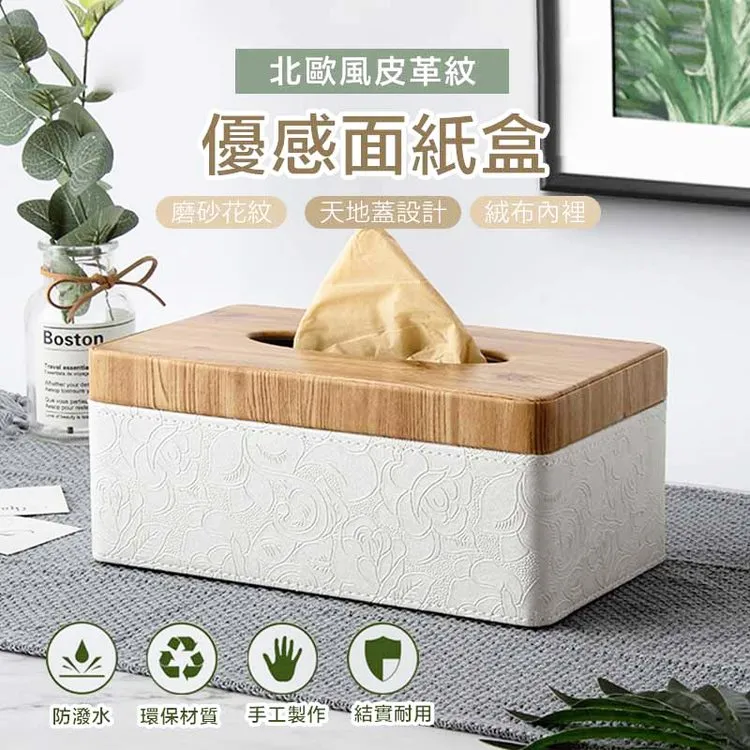 北歐風皮革紋
優感面紙盒
磨砂花紋 天地蓋設計 絨布內裡
Boston
Travel essentials
防潑水 環保材質 手工製作 結實耐用